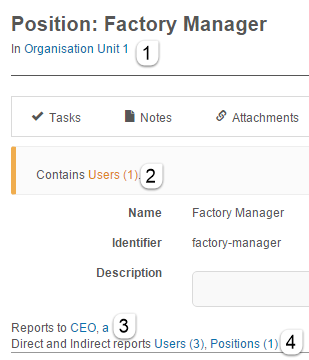 Position: Factory Manager
In Organisation Unit 1 1
Tasks Notes Attachments
Contains Users (1), 2
Name Factory Manager
Identifier factory-manager
Description
Reports to CEO, a 3
Direct and Indirect reports Users (3), Positions (1) 4